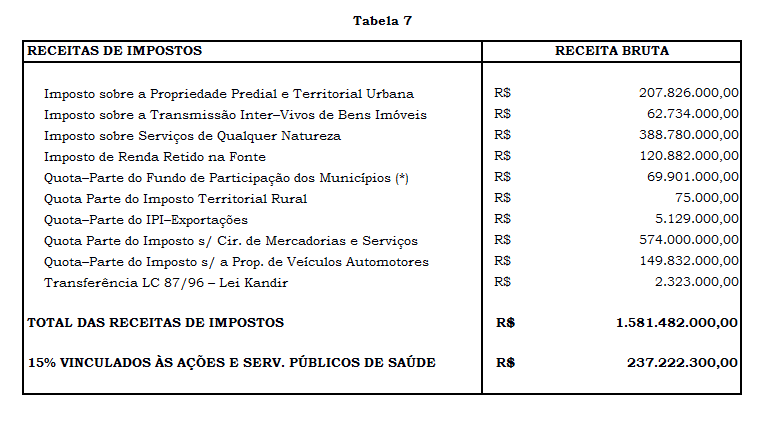 Tabela 7
RECEITAS DE IMPOSTOS RECEITA BRUTA
Imposto sobre a Propriedade Predial e Territorial Urbana R$ 207.826.000,00
Imposto sobre a Transmissão Inter–Vivos de Bens Imóveis R$ 62.734.000,00
Imposto sobre Serviços de Qualquer Natureza R$ 388.780.000,00
Imposto de Renda Retido na Fonte R$ 120.882.000,00
Quota–Parte do Fundo de Participação dos Municípios (*) R$ 69.901.000,00
Quota Parte do Imposto Territorial Rural R$ 75.000,00
Quota–Parte do IPI–Exportações R$ 5.129.000,00
Quota Parte do Imposto s/ Cir. de Mercadorias e Serviços R$ 574.000.000,00
Quota–Parte do Imposto s/ a Prop. de Veículos Automotores R$ 149.832.000,00
Transferência LC 87/96 – Lei Kandir R$ 2.323.000,00
TOTAL DAS RECEITAS DE IMPOSTOS R$ 1.581.482.000,00
15% VINCULADOS ÀS AÇÕES E SERV. PÚBLICOS DE SAÚDE R$ 237.222.300,00